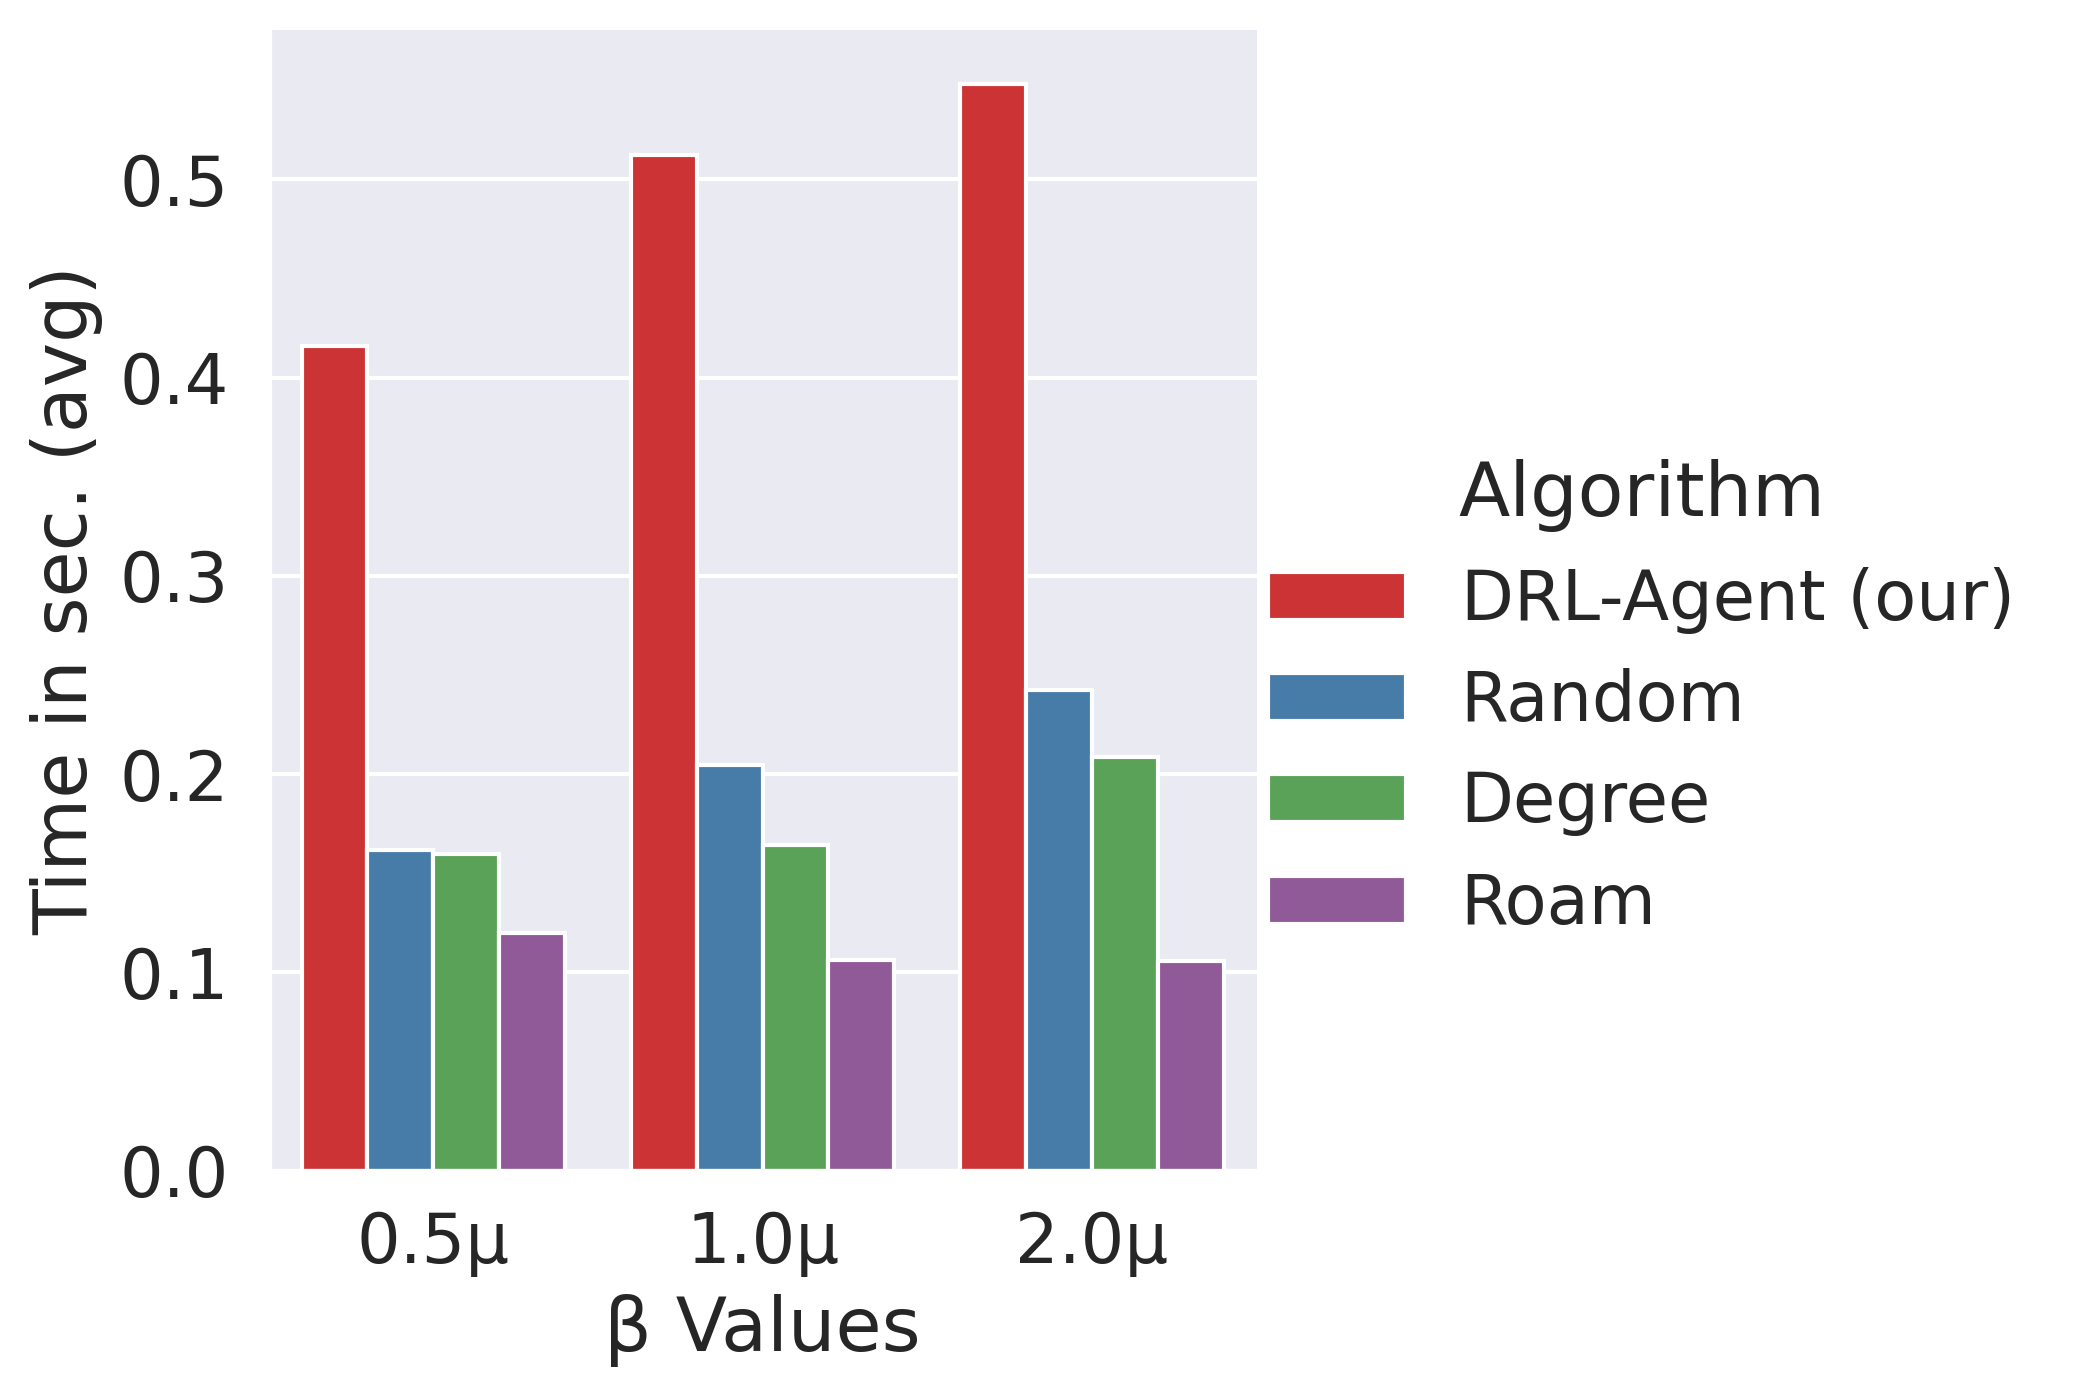 Time in sec. (avg)
0.5
0.4
0.3
0.2
0.1
0.0
0.5μ 1.0μ 2.0μ
β Values
Algorithm
DRL-Agent (our)
Random
Degree
Roam